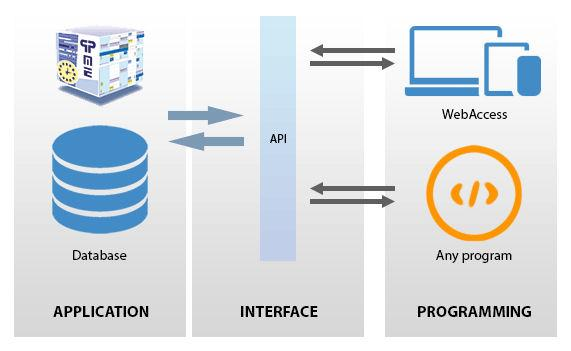 WebAccess
API
Database
Any program
APPLICATION
INTERFACE
PROGRAMMING